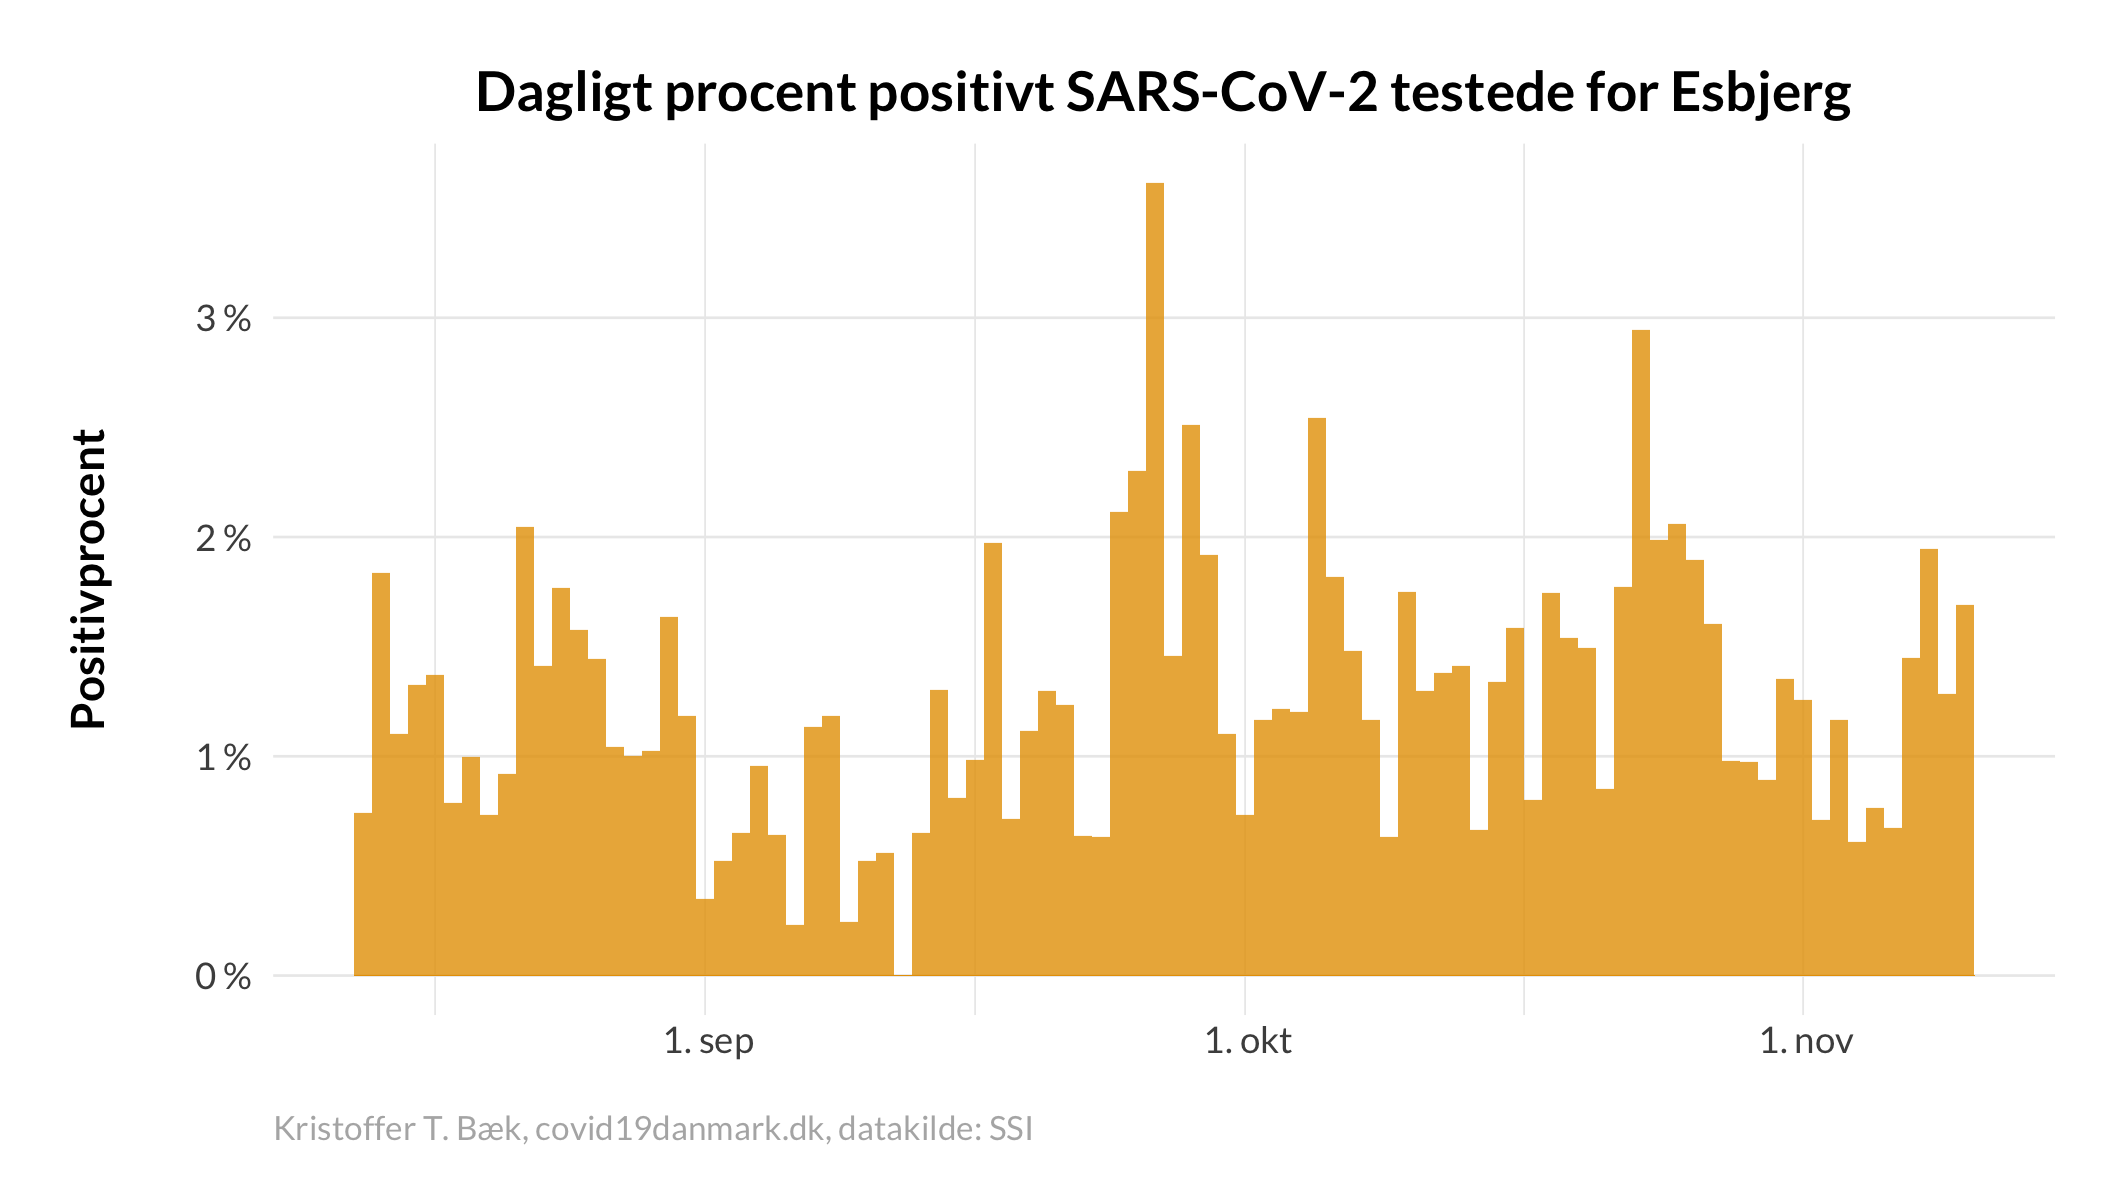 Dagligt procent positivt SARS-CoV-2 testede for Esbjerg
Positivprocent
3 %
2 %
1 %
0 %
1. sep
1. okt
1. nov
Kristoffer T. Bæk, covid19danmark.dk, datakilde: SSI